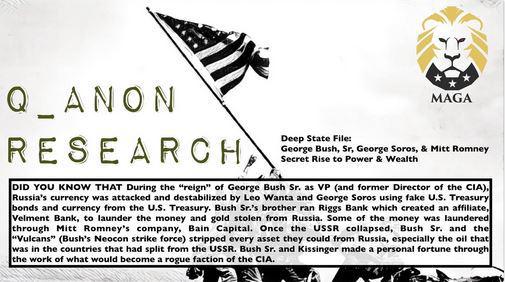 MAGA
Q_ANON
RESEARCH
Deep State File:
George Bush, Sr, George Soros, & Mitt Romney
Secret Rise to Power & Wealth
DID YOU KNOW THAT During the “reign” of George Bush Sr. as VP (and former Director of the CIA),
Russia's currency was attacked and destabilized by Leo Wanta and George Soros using fake U.S. Treasury
bonds and currency from the U.S. Treasury. Bush Sr.'s brother ran Riggs Bank which created an affiliate,
Velment Bank, to launder the money and gold stolen from Russia. Some of the money was laundered
through Mitt Romney's company, Bain Capital. Once the USSR collapsed, Bush Sr. and the
“Vulcans” (Bush's Neocon strike force) stripped every asset they could from Russia, especially the oil that
was in the countries that had split from the USSR. Bush Sr. and Kissinger made a personal fortune through
the work of what would become a rogue faction of the CIA.